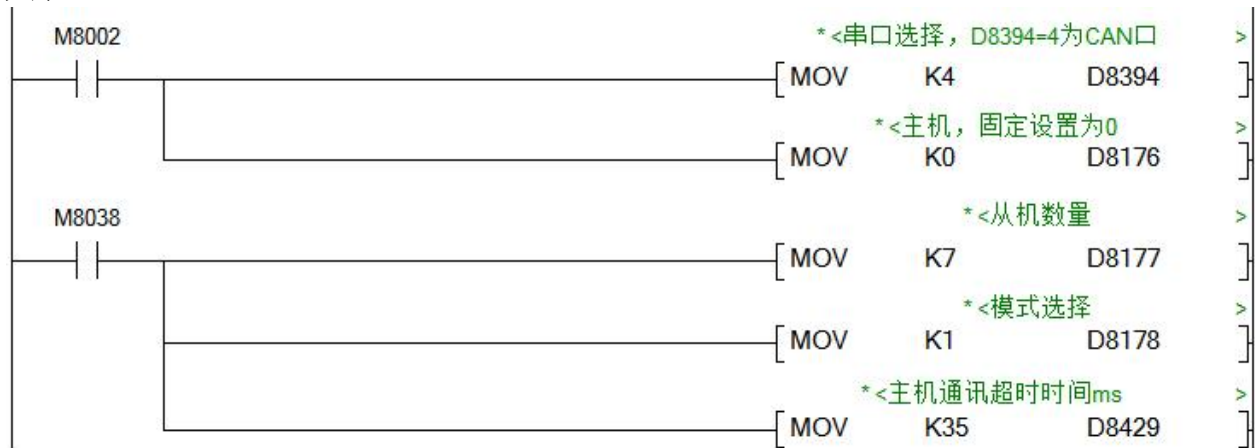 M8002
*<串口选择，D8394=4为CAN口 >
[MOV K4 D8394 ]
*<主机，固定设置为0 >
[MOV K0 D8176 ]
M8038
*<从机数量 >
[MOV K7 D8177 ]
*<模式选择 >
[MOV K1 D8178 ]
*<主机通讯超时时间ms >
[MOV K35 D8429 ]